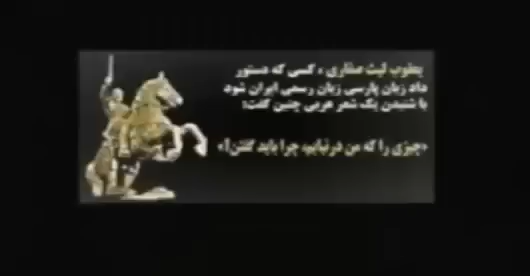 یعقوب لیث صفاری ، کسی که دستور
داد زبان پارسی زبان رسمی ایران شود
با شنیدن یک شعر عربی چنین گفت:
«چیزی را که من درنیابم، چرا باید گفتن!»